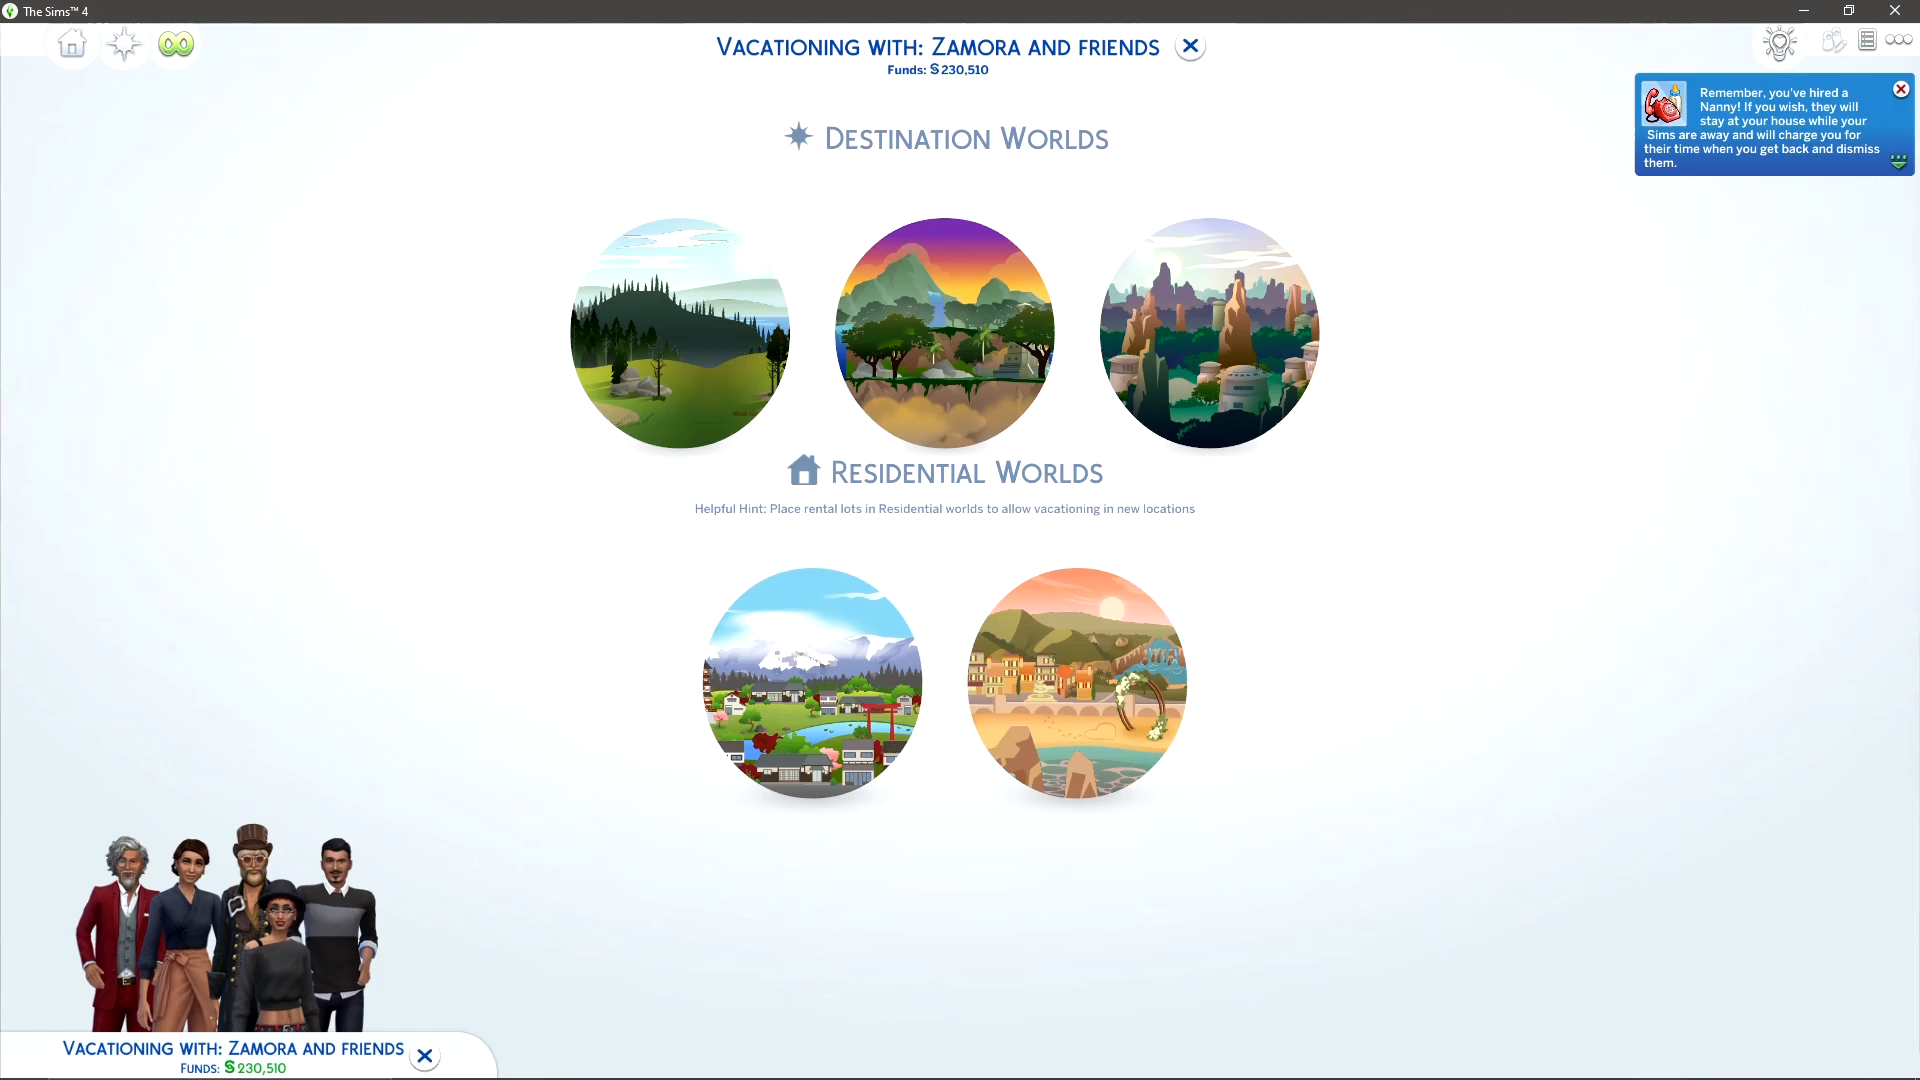 The Sims™ 4
Vacationing with: Zamora and friends
Funds: §230,510
Remember, you've hired a
Nanny! If you wish, they will
stay at your house while your
Sims are away and will charge you for
their time when you get back and dismiss
them.
Destination Worlds
Residential Worlds
Helpful Hint: Place rental lots in Residential worlds to allow vacationing in new locations
Vacationing with: Zamora and friends
Funds: §230,510